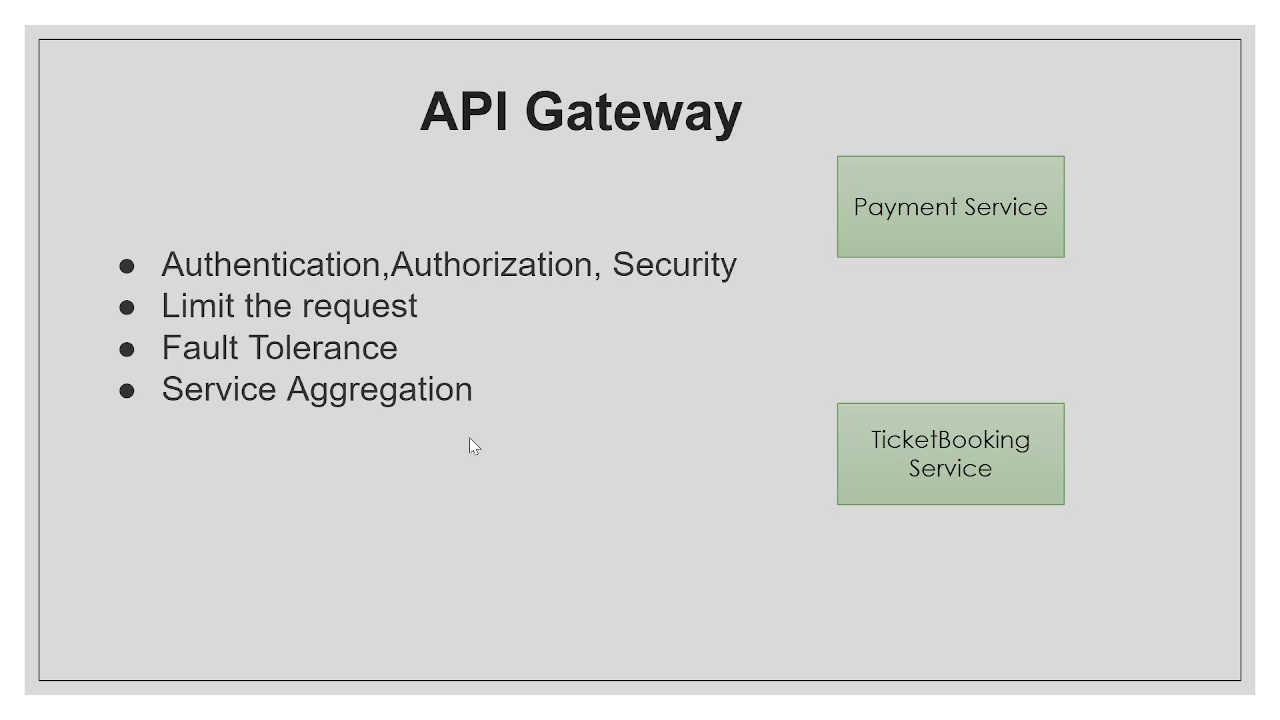 API Gateway
Payment Service
● Authentication,Authorization, Security
● Limit the request
● Fault Tolerance
● Service Aggregation
TicketBooking
Service